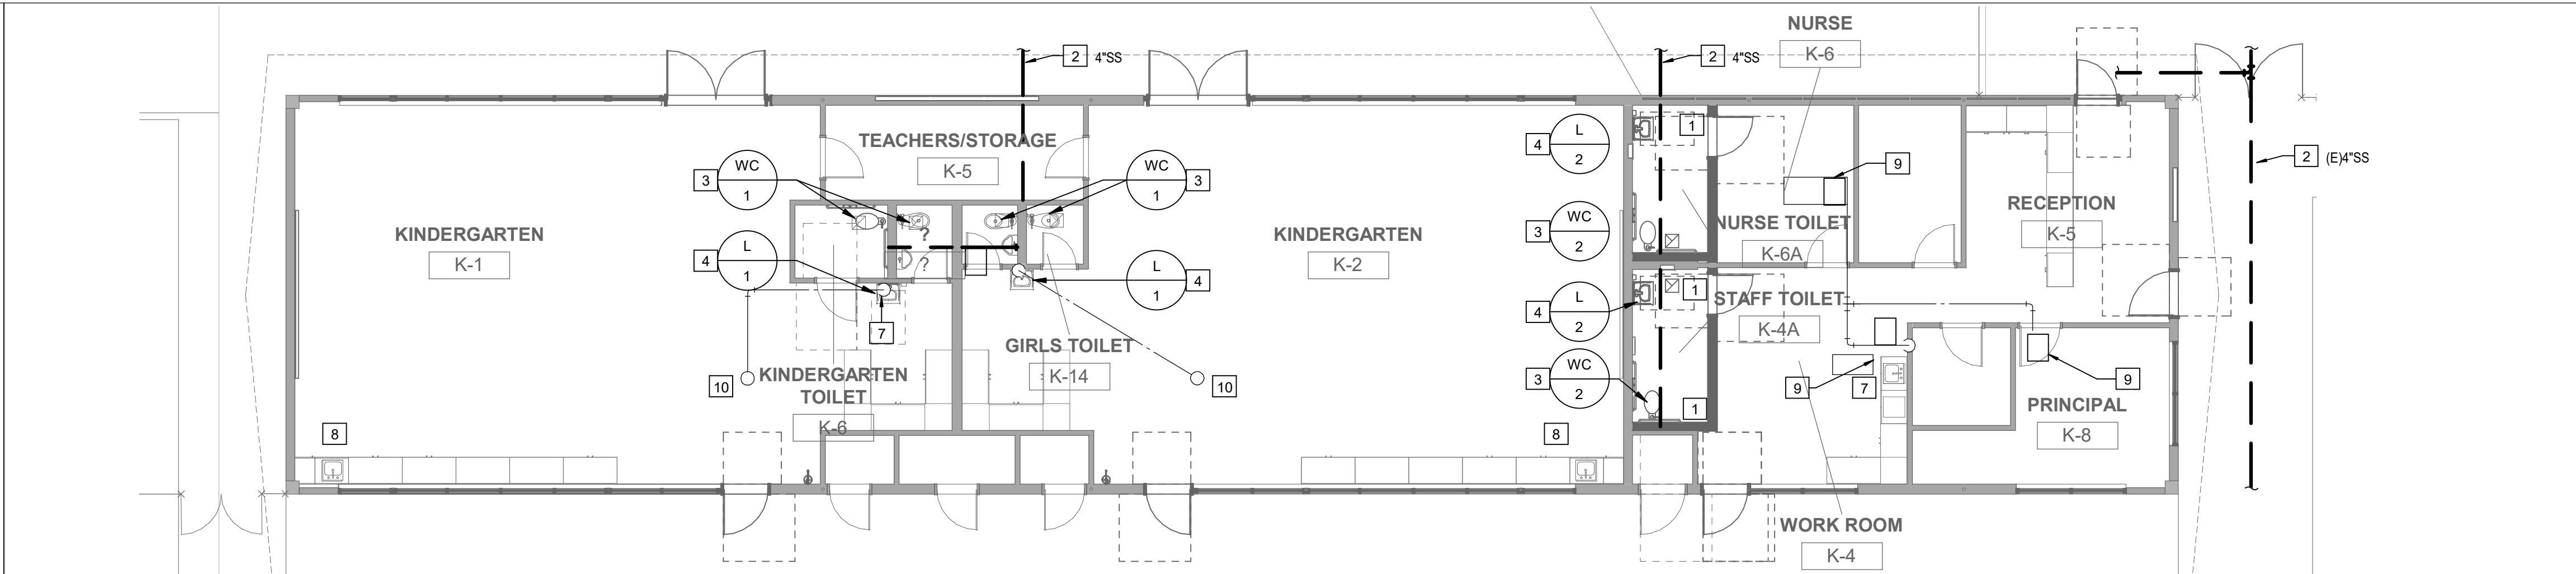 NURSE
K-6
2 4"SS
2 4"SS
TEACHERS/STORAGE
K-5
WC
1
3
WC
1
3
L
2
4
1
9
2 (E)4"SS
KINDERGARTEN
K-1
?
?
KINDERGARTEN
K-2
WC
2
3
NURSE TOILET
K-6A
RECEPTION
K-5
L
1
4
L
1
4
7
L
2
4
1
STAFF TOILET
K-4A
GIRLS TOILET
K-14
10
KINDERGARTEN
TOILET
K-6
10
WC
2
3
1
9
7
9
PRINCIPAL
K-8
8
8
WORK ROOM
K-4